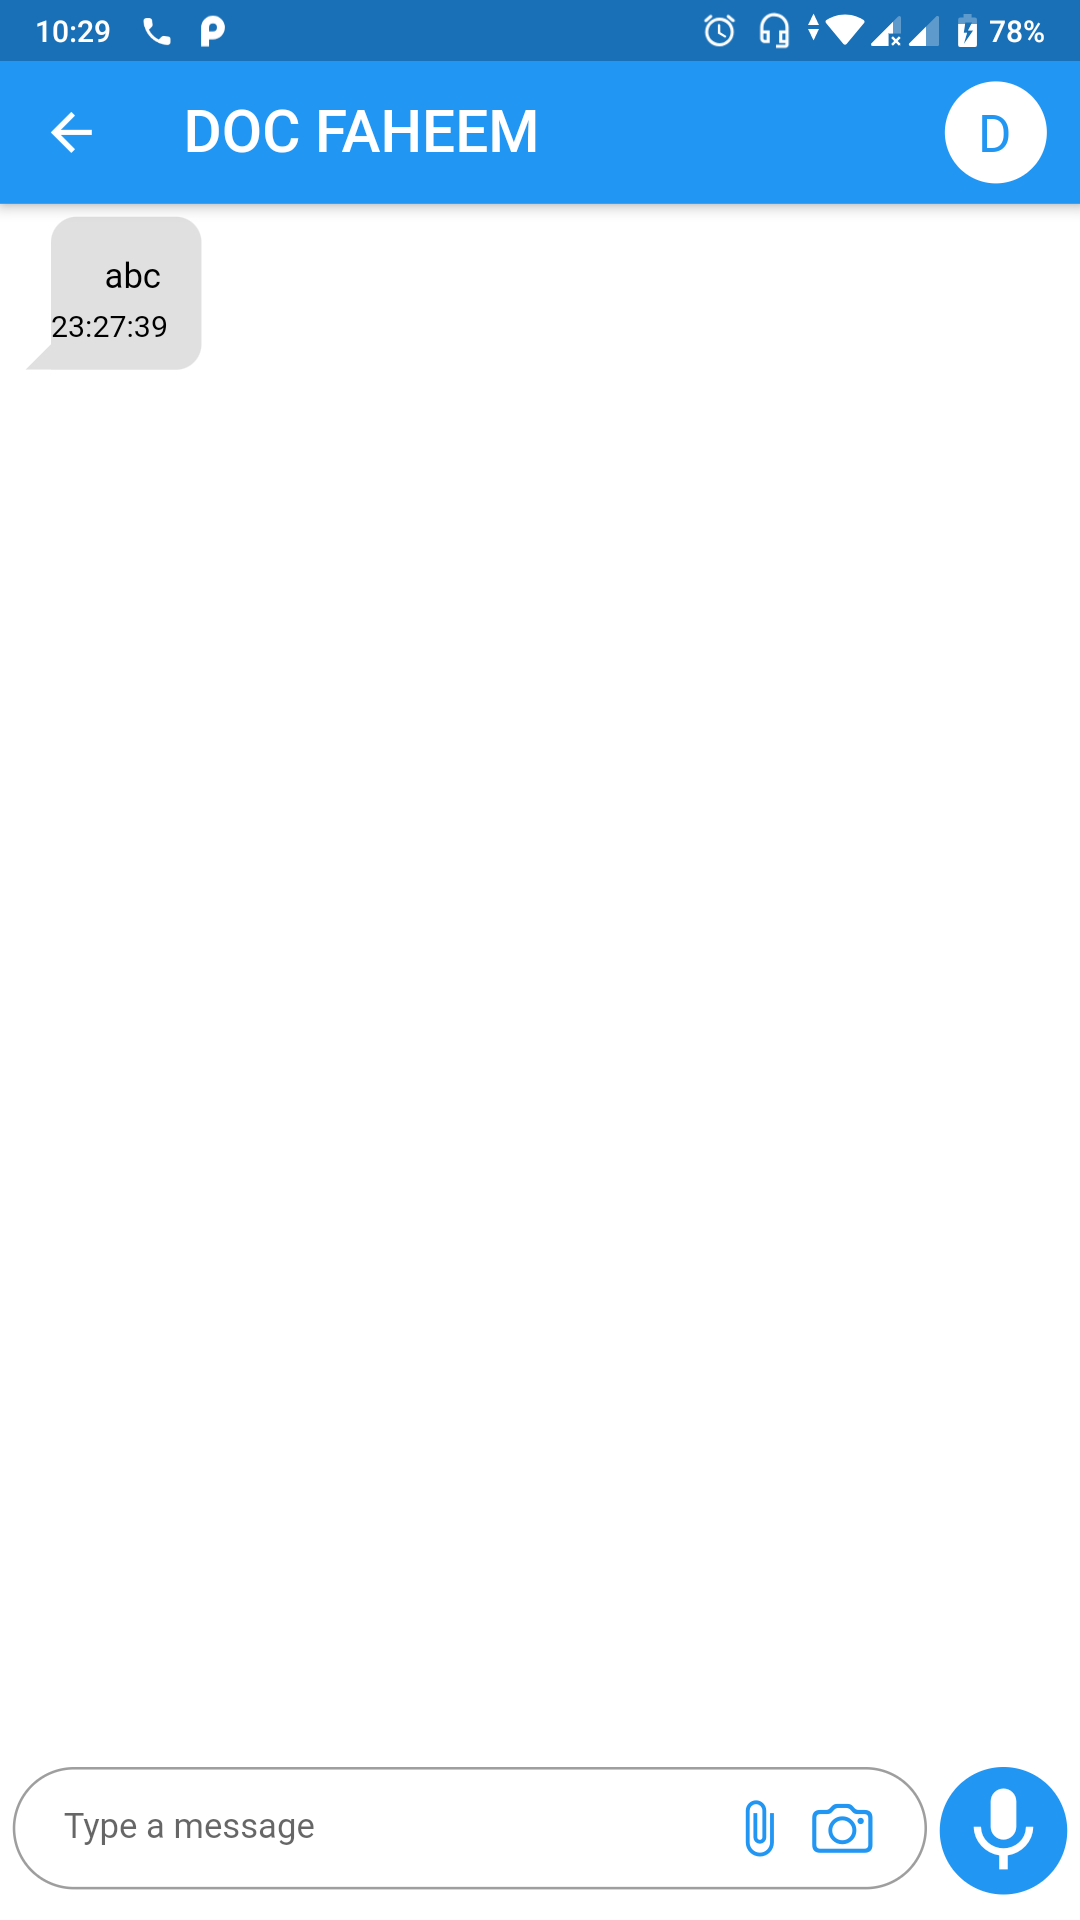 10:29 78%
DOC FAHEEM D
abc
23:27:39
Type a message